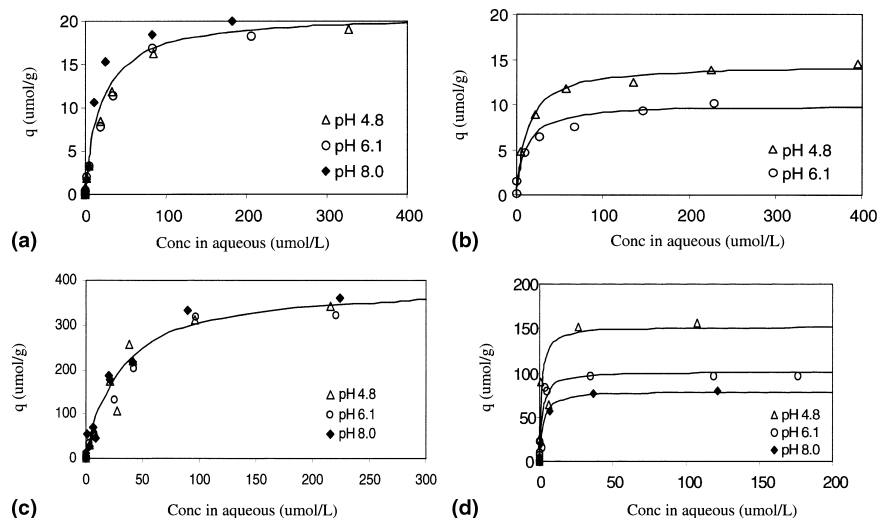 20
15
10
5
0
q (umol/g)
△ pH 4.8
○ pH 6.1
◆ pH 8.0
0 100 200 300 400
(a) Conc in aqueous (umol/L)
20
15
10
5
0
q (umol/g)
△ pH 4.8
○ pH 6.1
0 100 200 300 400
(b) Conc in aqueous (umol/L)
400
300
200
100
0
q (umol/g)
△ pH 4.8
○ pH 6.1
◆ pH 8.0
0 50 100 150 200 250 300
(c) Conc in aqueous (umol/L)
200
150
100
50
0
q (umol/g)
△ pH 4.8
○ pH 6.1
◆ pH 8.0
0 50 100 150 200
Conc in aqueous (umol/L)
(d)